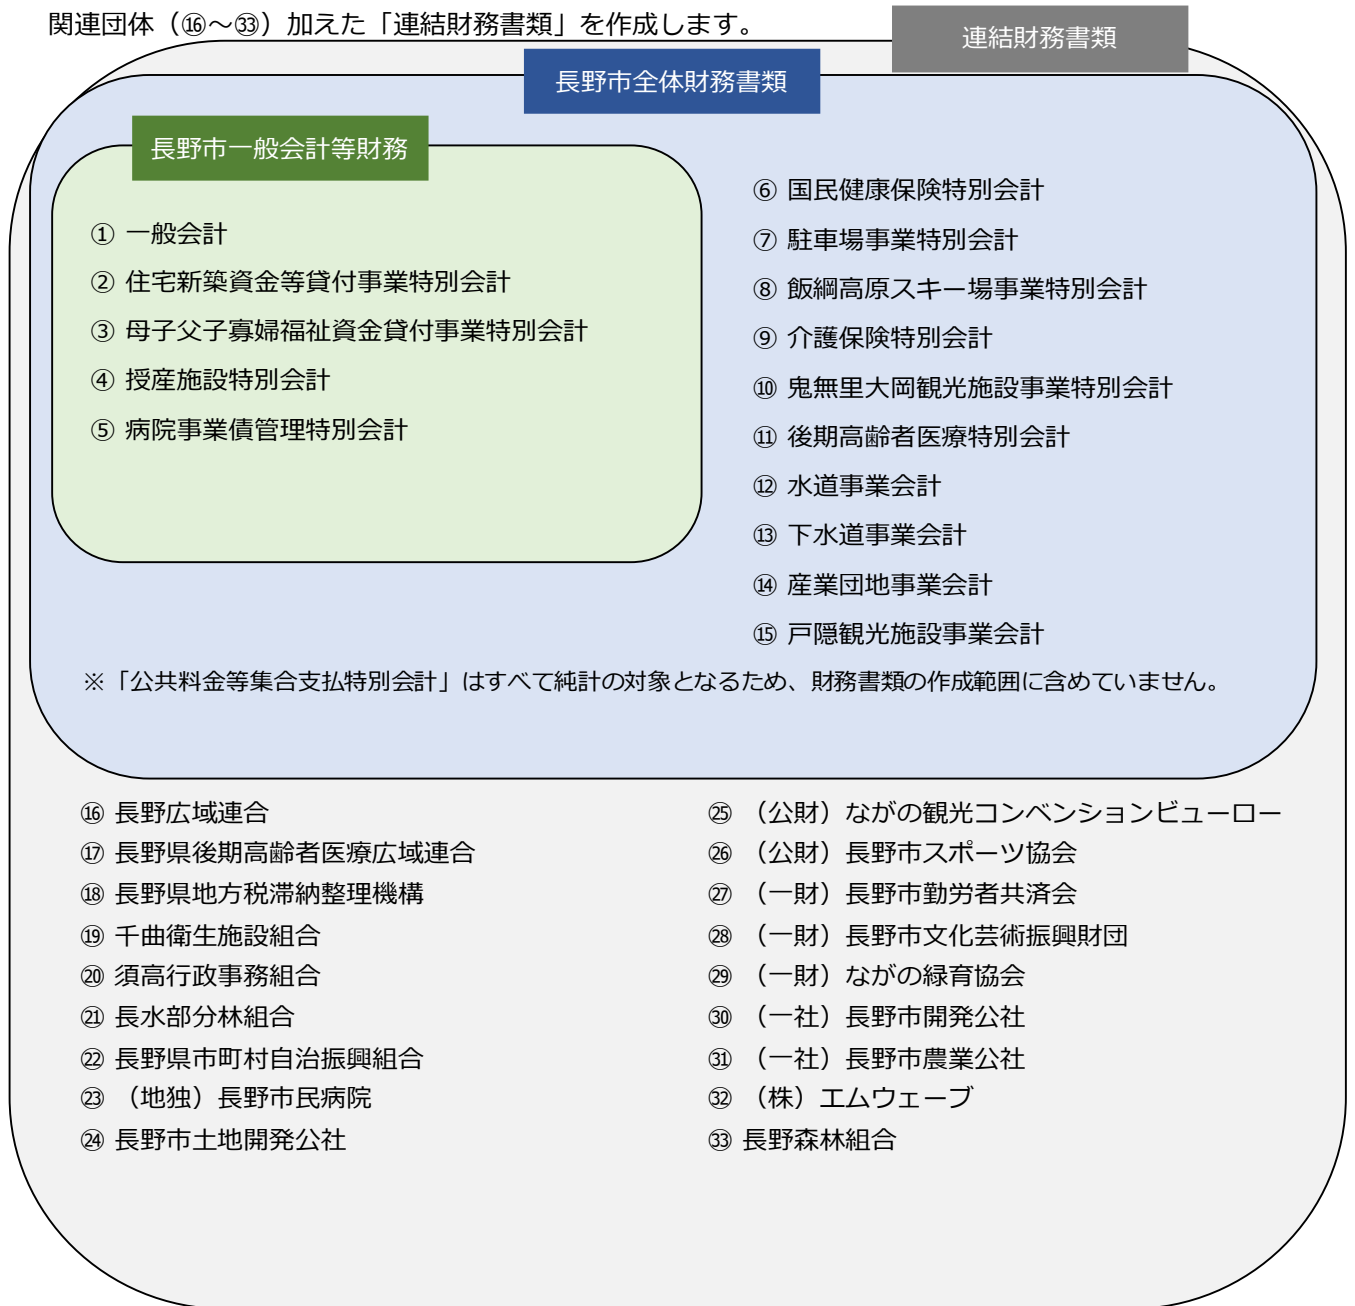 関連団体（⑯～㉝）加えた「連結財務書類」を作成します。
連結財務書類
長野市全体財務書類
長野市一般会計等財務
① 一般会計
② 住宅新築資金等貸付事業特別会計
③ 母子父子寡婦福祉資金貸付事業特別会計
④ 授産施設特別会計
⑤ 病院事業債管理特別会計
⑥ 国民健康保険特別会計
⑦ 駐車場事業特別会計
⑧ 飯綱高原スキー場事業特別会計
⑨ 介護保険特別会計
⑩ 鬼無里大岡観光施設事業特別会計
⑪ 後期高齢者医療特別会計
⑫ 水道事業会計
⑬ 下水道事業会計
⑭ 産業団地事業会計
⑮ 戸隠観光施設事業会計
※「公共料金等集合支払特別会計」はすべて純計の対象となるため、財務書類の作成範囲に含めていません。
⑯ 長野広域連合
⑰ 長野県後期高齢者医療広域連合
⑱ 長野県地方税滞納整理機構
⑲ 千曲衛生施設組合
⑳ 須高行政事務組合
㉑ 長水部分林組合
㉒ 長野県市町村自治振興組合
㉓ （地独）長野市民病院
㉔ 長野市土地開発公社
㉕ （公財）ながの観光コンベンションビューロー
㉖ （公財）長野市スポーツ協会
㉗ （一財）長野市勤労者共済会
㉘ （一財）長野市文化芸術振興財団
㉙ （一財）ながの緑育協会
㉚ （一社）長野市開発公社
㉛ （一社）長野市農業公社
㉜ （株）エムウェーブ
㉝ 長野森林組合